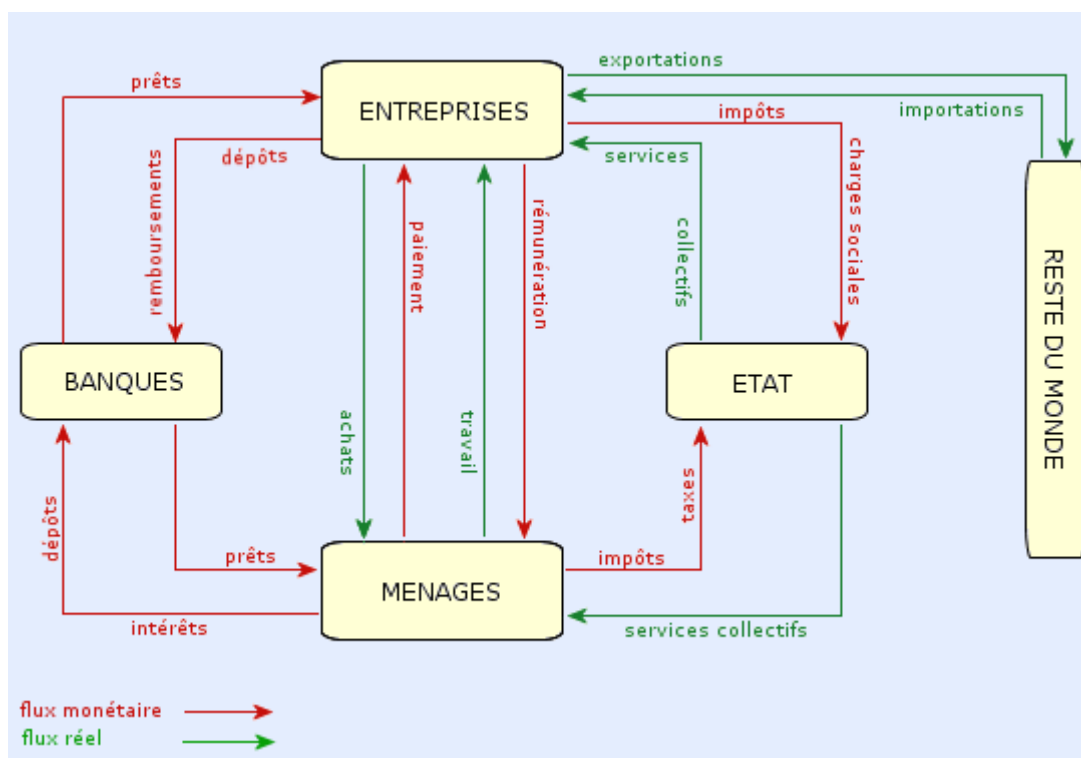 exportations
prêts
importations
impôts
ENTREPRISES
dépôts
services
remboursements
charges sociales
paiement
rémunération
collectifs
RESTE DU MONDE
BANQUES
ETAT
achats
travail
dépôts
taxes
prêts
impôts
MENAGES
intérêts
services collectifs
flux monétaire
flux réel